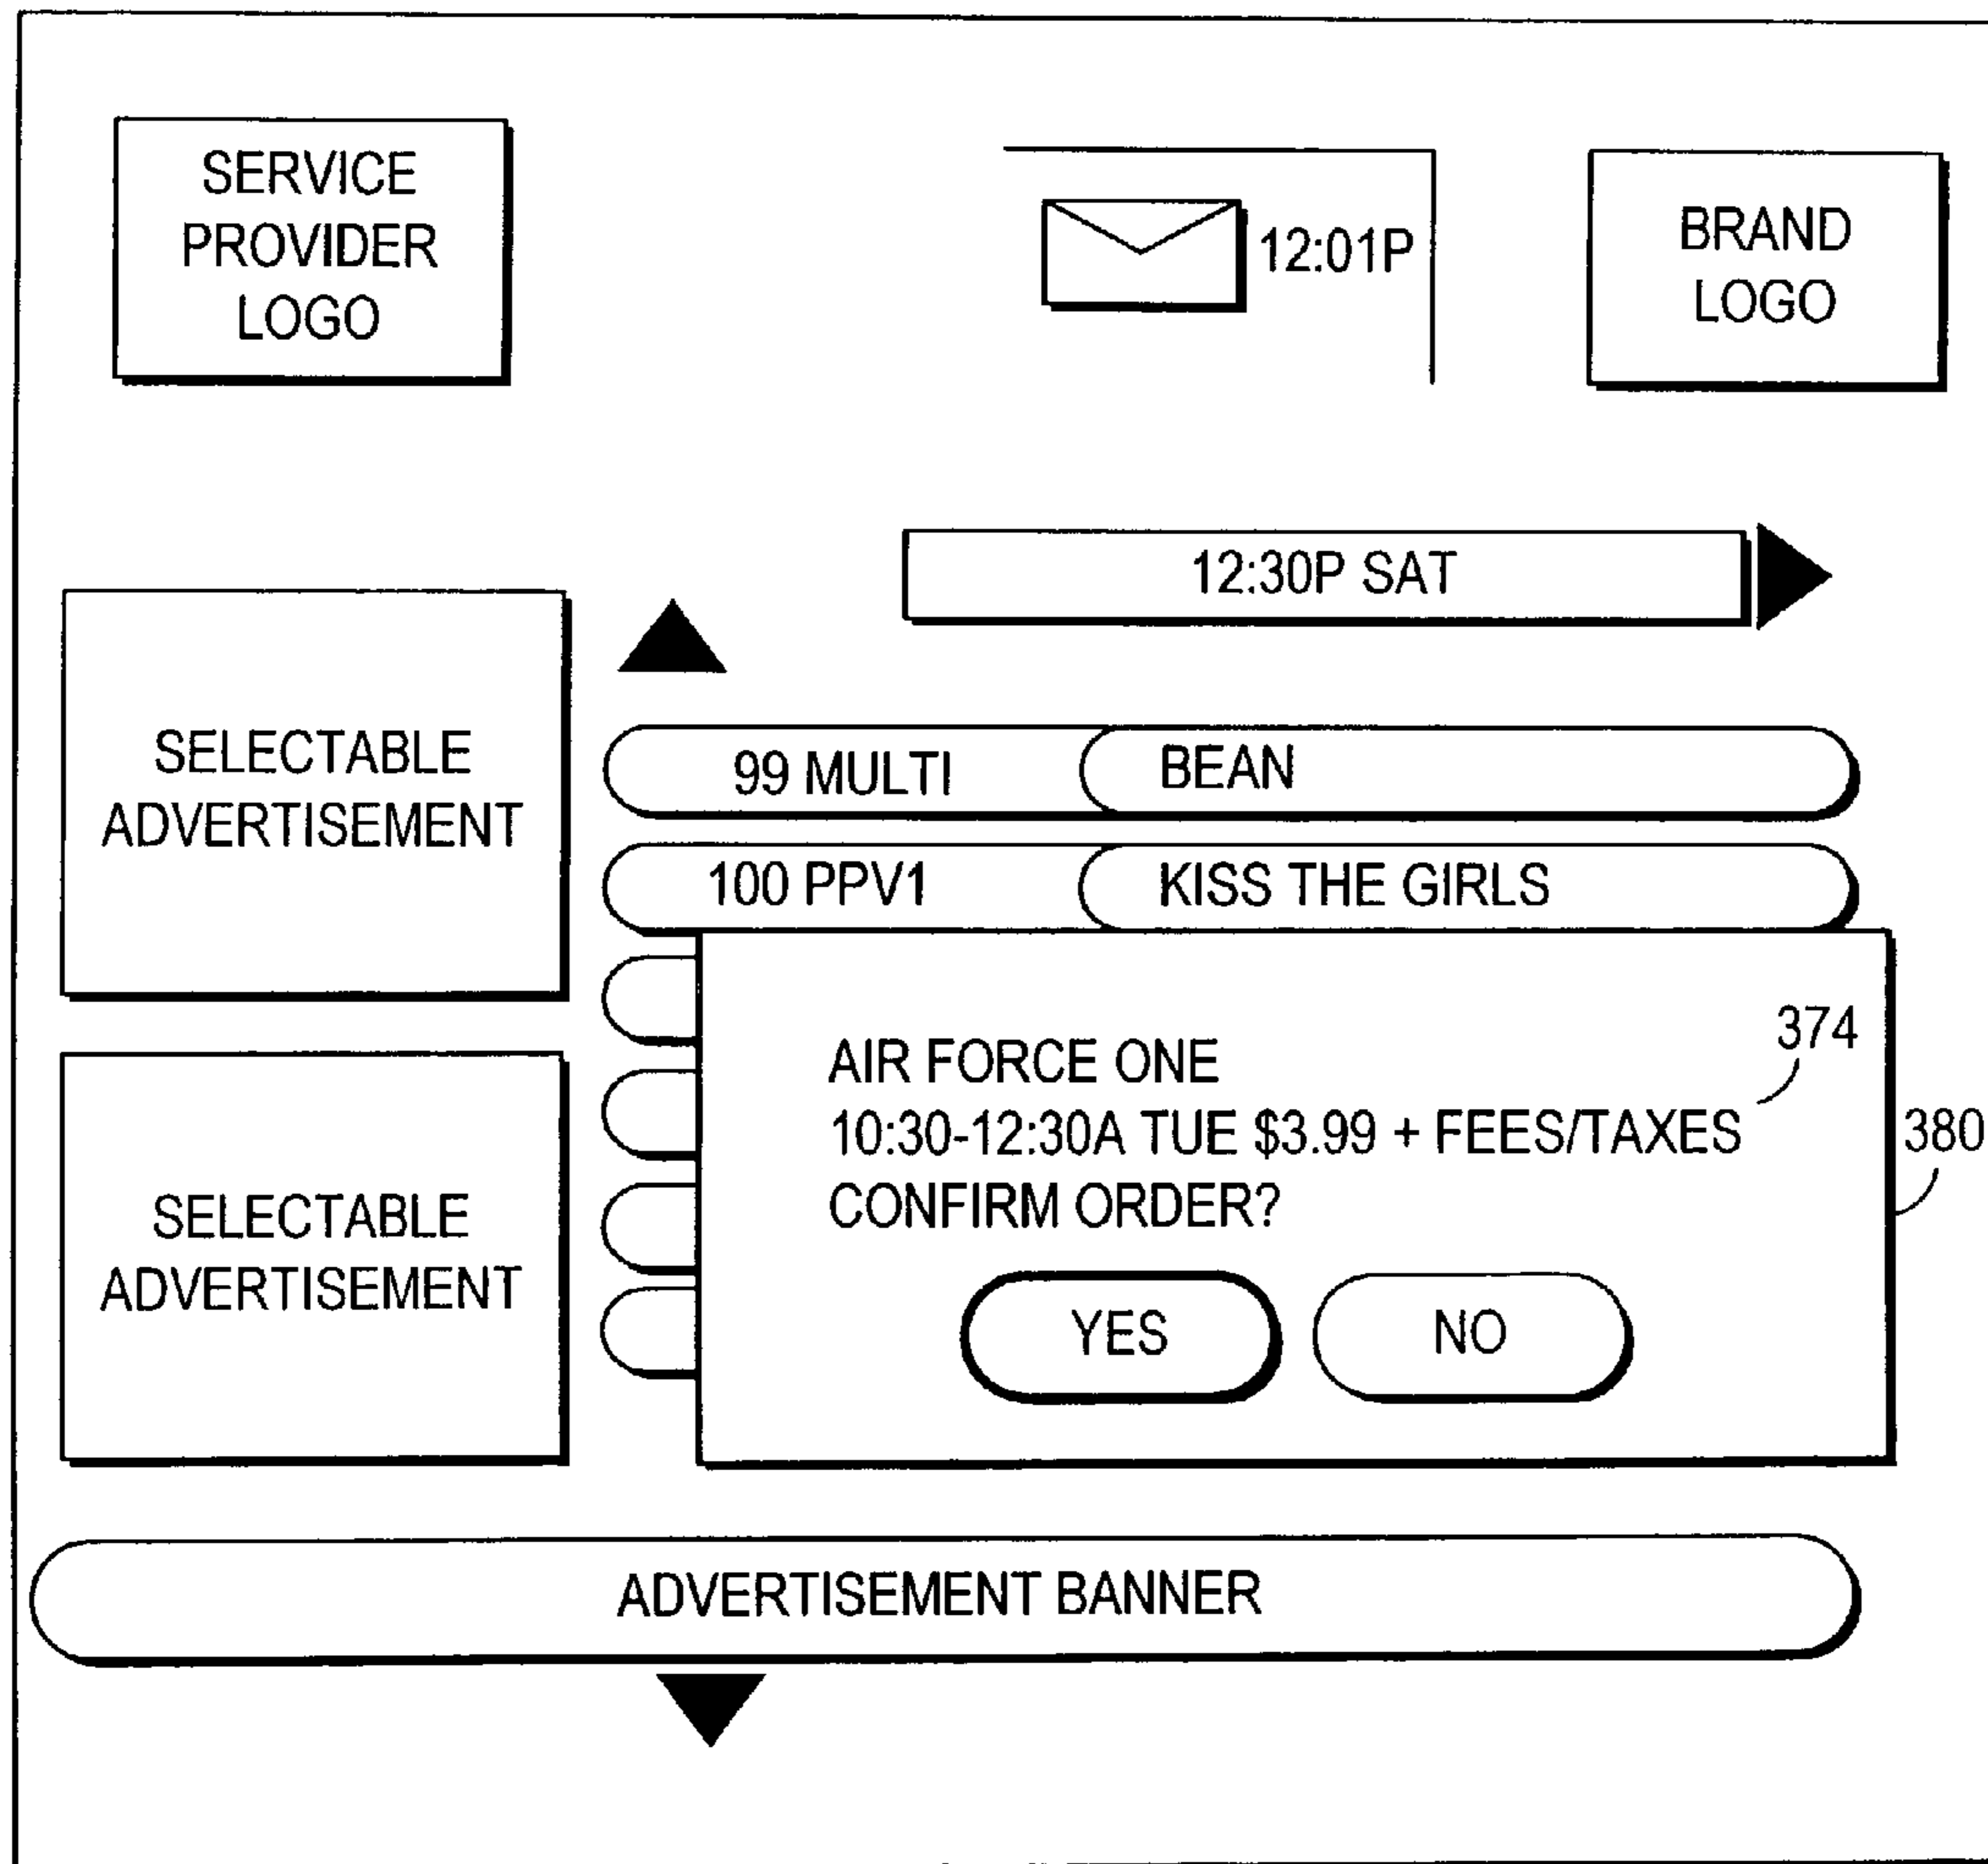 SERVICE
PROVIDER
LOGO
12:01P
BRAND
LOGO
12:30P SAT
SELECTABLE
ADVERTISEMENT
99 MULTI BEAN
100 PPV1 KISS THE GIRLS
374
AIR FORCE ONE
10:30-12:30A TUE $3.99 + FEES/TAXES
380
CONFIRM ORDER?
SELECTABLE
ADVERTISEMENT
YES NO
ADVERTISEMENT BANNER